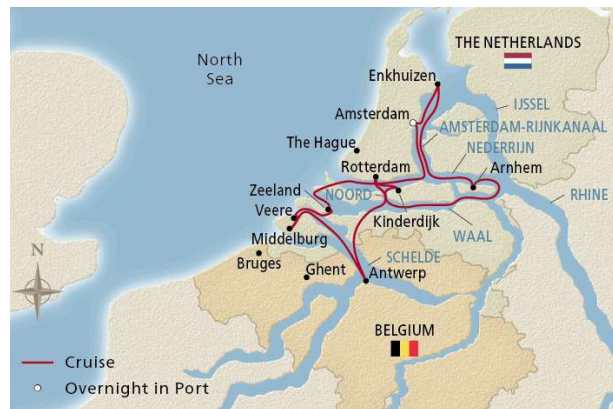 North
Sea
THE NETHERLANDS
Enkhuizen
IJSSEL
Amsterdam
AMSTERDAM-RIJNKANAAL
The Hague
NEDERRIJN
Rotterdam
Arnhem
Zeeland
NOORD
RHINE
Veere
Kinderdijk
Middelburg
WAAL
Bruges
SCHELDE
Ghent
Antwerp
N
BELGIUM
Cruise
Overnight in Port